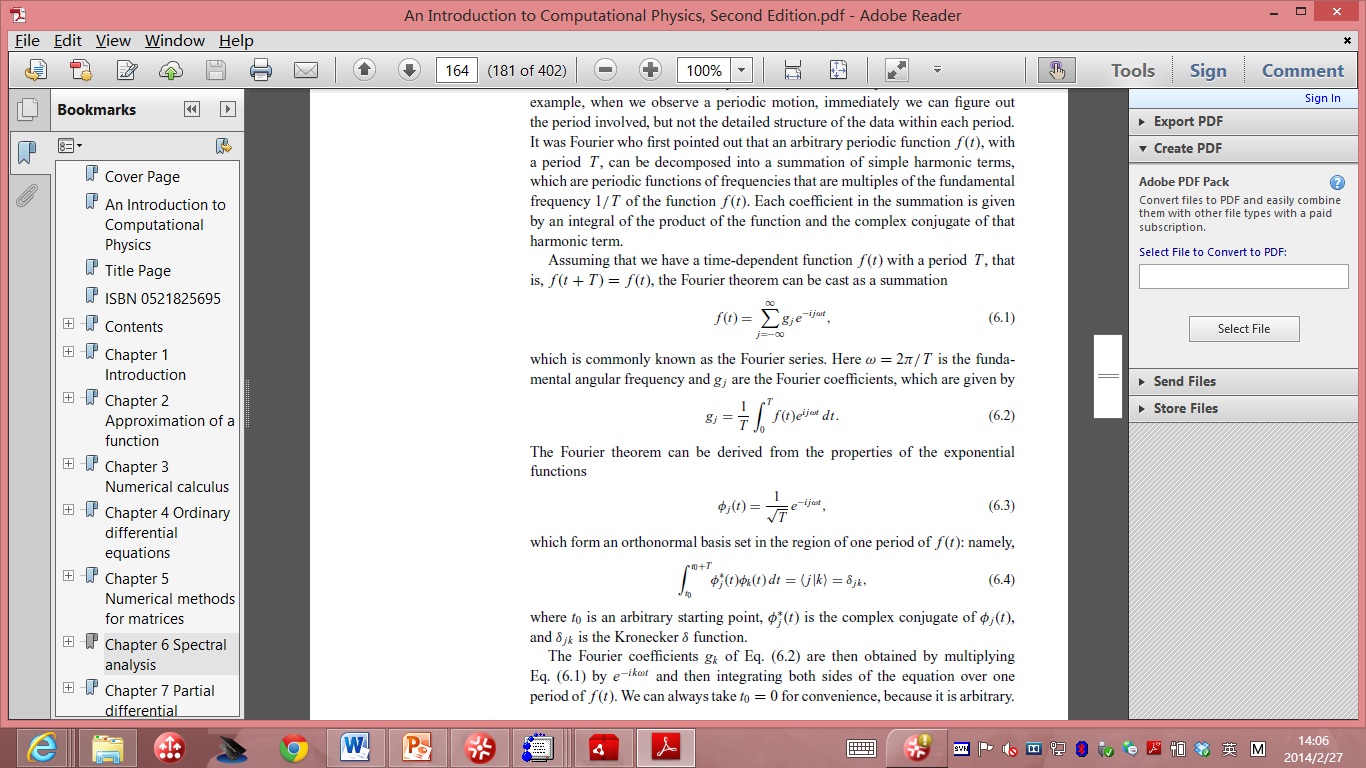 An Introduction to Computational Physics, Second Edition.pdf - Adobe Reader
File Edit View Window Help
164 (181 of 402) 100% Tools Sign Comment
Bookmarks
Cover Page
An Introduction to
Computational
Physics
Title Page
ISBN 0521825695
Contents
Chapter 1
Introduction
Chapter 2
Approximation of a
function
Chapter 3
Numerical calculus
Chapter 4 Ordinary
differential
equations
Chapter 5
Numerical methods
for matrices
Chapter 6 Spectral
analysis
Chapter 7 Partial
differential
example, when we observe a periodic motion, immediately we can figure out
the period involved, but not the detailed structure of the data within each period.
It was Fourier who first pointed out that an arbitrary periodic function f(t), with
a period T, can be decomposed into a summation of simple harmonic terms,
which are periodic functions of frequencies that are multiples of the fundamental
frequency 1/T of the function f(t). Each coefficient in the summation is given
by an integral of the product of the function and the complex conjugate of that
harmonic term.
Assuming that we have a time-dependent function f(t) with a period T, that
is, f(t + T) = f(t), the Fourier theorem can be cast as a summation
f(t) = ∑_{j=−∞}^{∞} g_j e^{−ijωt}, (6.1)
which is commonly known as the Fourier series. Here ω = 2π/T is the funda-
mental angular frequency and g_j are the Fourier coefficients, which are given by
g_j = 1/T ∫_0^T f(t)e^{ijωt} dt. (6.2)
The Fourier theorem can be derived from the properties of the exponential
functions
ϕ_j(t) = 1/√T e^{−ijωt}, (6.3)
which form an orthonormal basis set in the region of one period of f(t): namely,
∫_{t_0}^{t_0+T} ϕ_j^*(t)ϕ_k(t) dt = ⟨j|k⟩ = δ_{jk}, (6.4)
where t_0 is an arbitrary starting point, ϕ_j^*(t) is the complex conjugate of ϕ_j(t),
and δ_{jk} is the Kronecker δ function.
The Fourier coefficients g_k of Eq. (6.2) are then obtained by multiplying
Eq. (6.1) by e^{−ikωt} and then integrating both sides of the equation over one
period of f(t). We can always take t_0 = 0 for convenience, because it is arbitrary.
Sign In
Export PDF
Create PDF
Adobe PDF Pack
Convert files to PDF and easily combine
them with other file types with a paid
subscription.
Select File to Convert to PDF:
Select File
Send Files
Store Files
SVN
英
M
14:06
2014/2/27